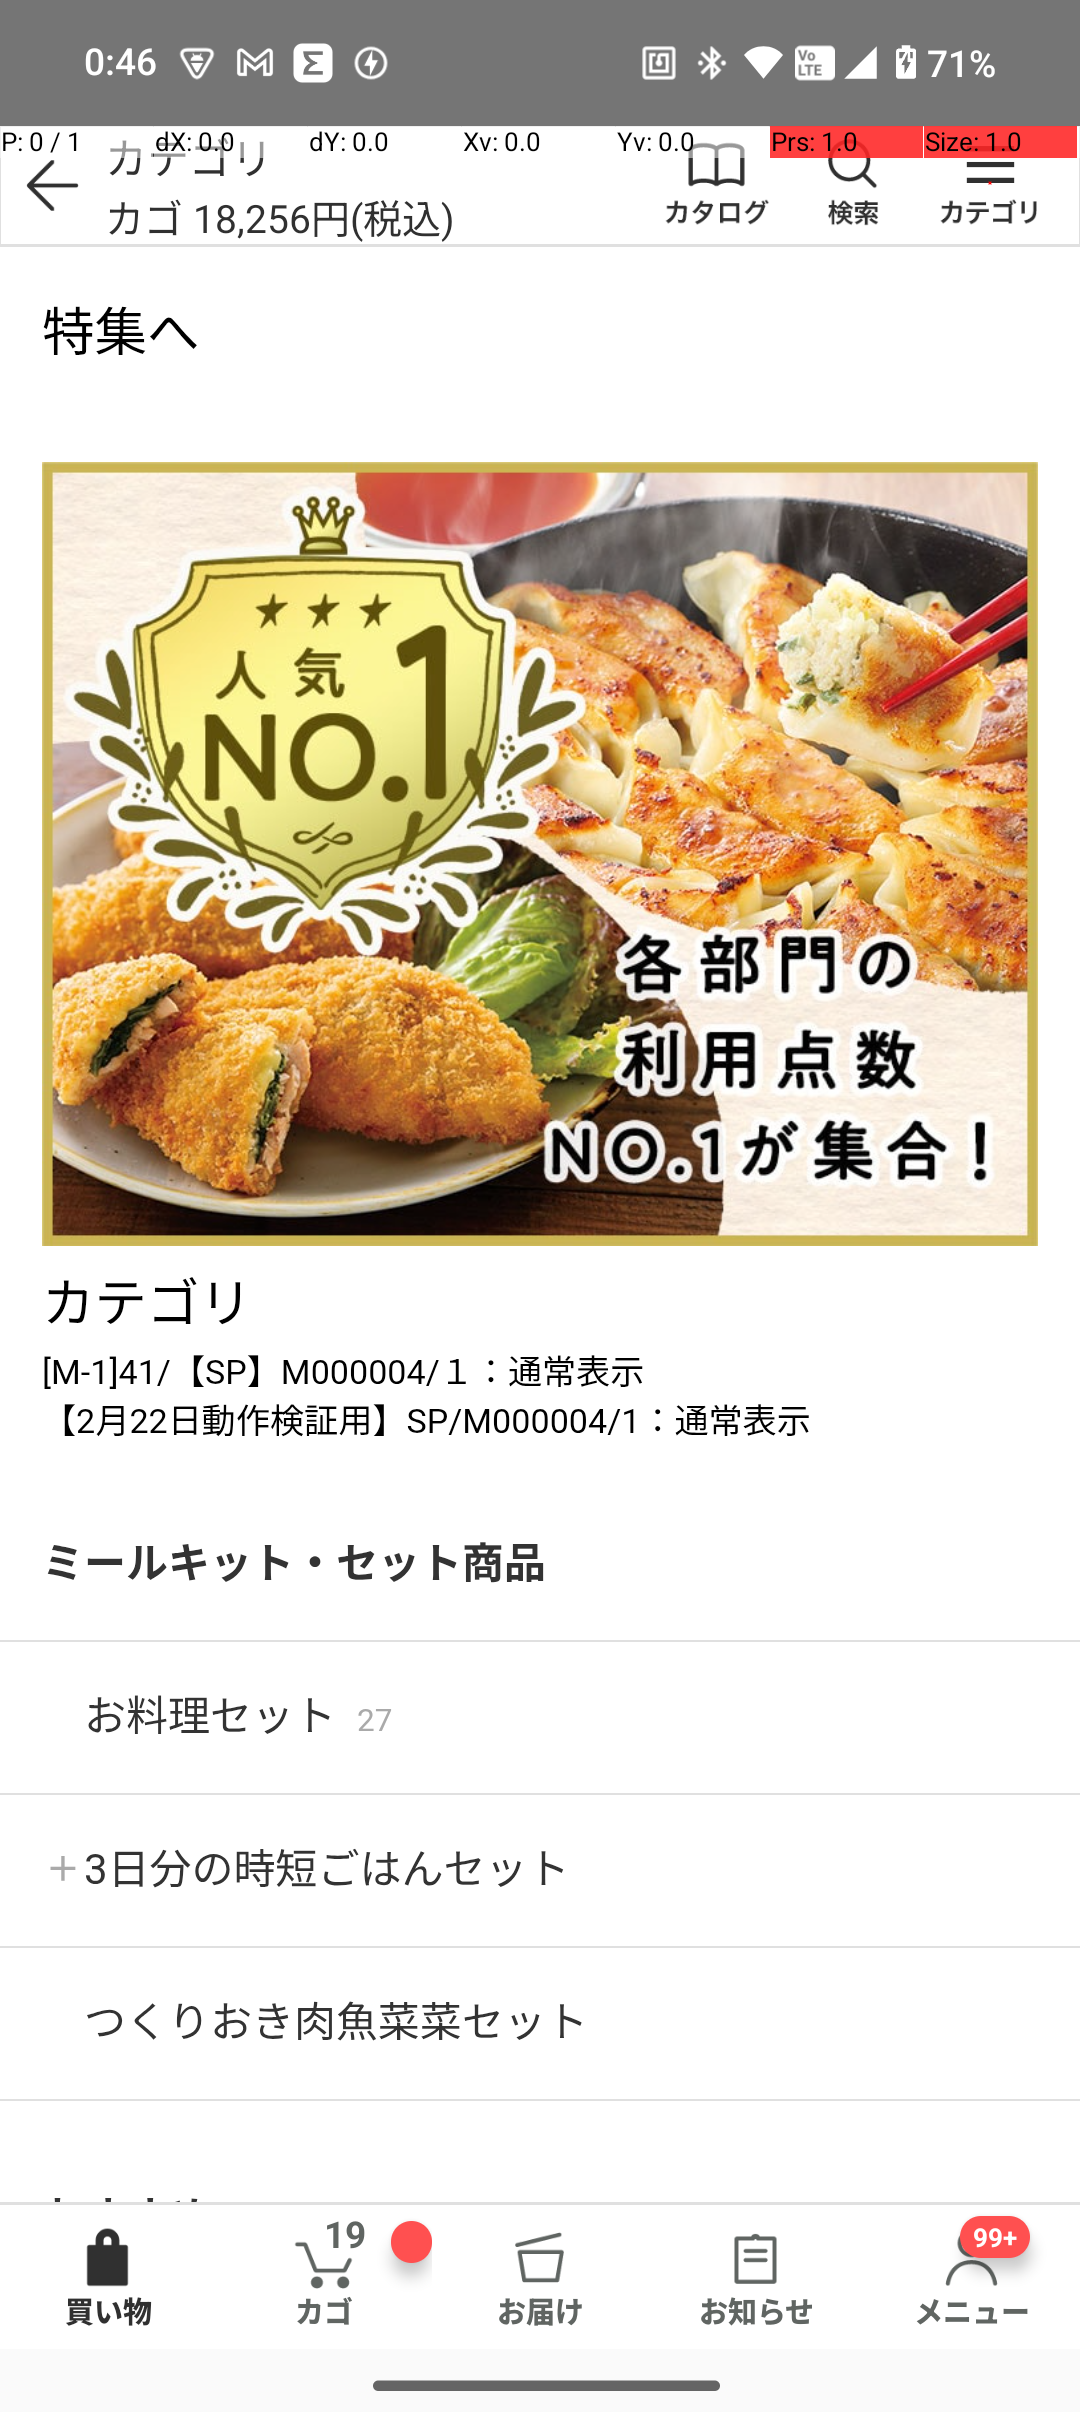 0:46
71%
P: 0 / 1 dX: 0.0 dY: 0.0 Xv: 0.0 Yv: 0.0 Prs: 1.0 Size: 1.0
カテゴリ
カゴ 18,256円(税込)
カタログ 検索 カテゴリ
特集へ
人気
NO.1
各部門の
利用点数
NO.1が集合!
カテゴリ
[M-1]41/【SP】M000004/１：通常表示
【2月22日動作検証用】SP/M000004/1：通常表示
ミールキット・セット商品
お料理セット 27
+ 3日分の時短ごはんセット
つくりおき肉魚菜菜セット
19
99+
買い物 カゴ お届け お知らせ メニュー